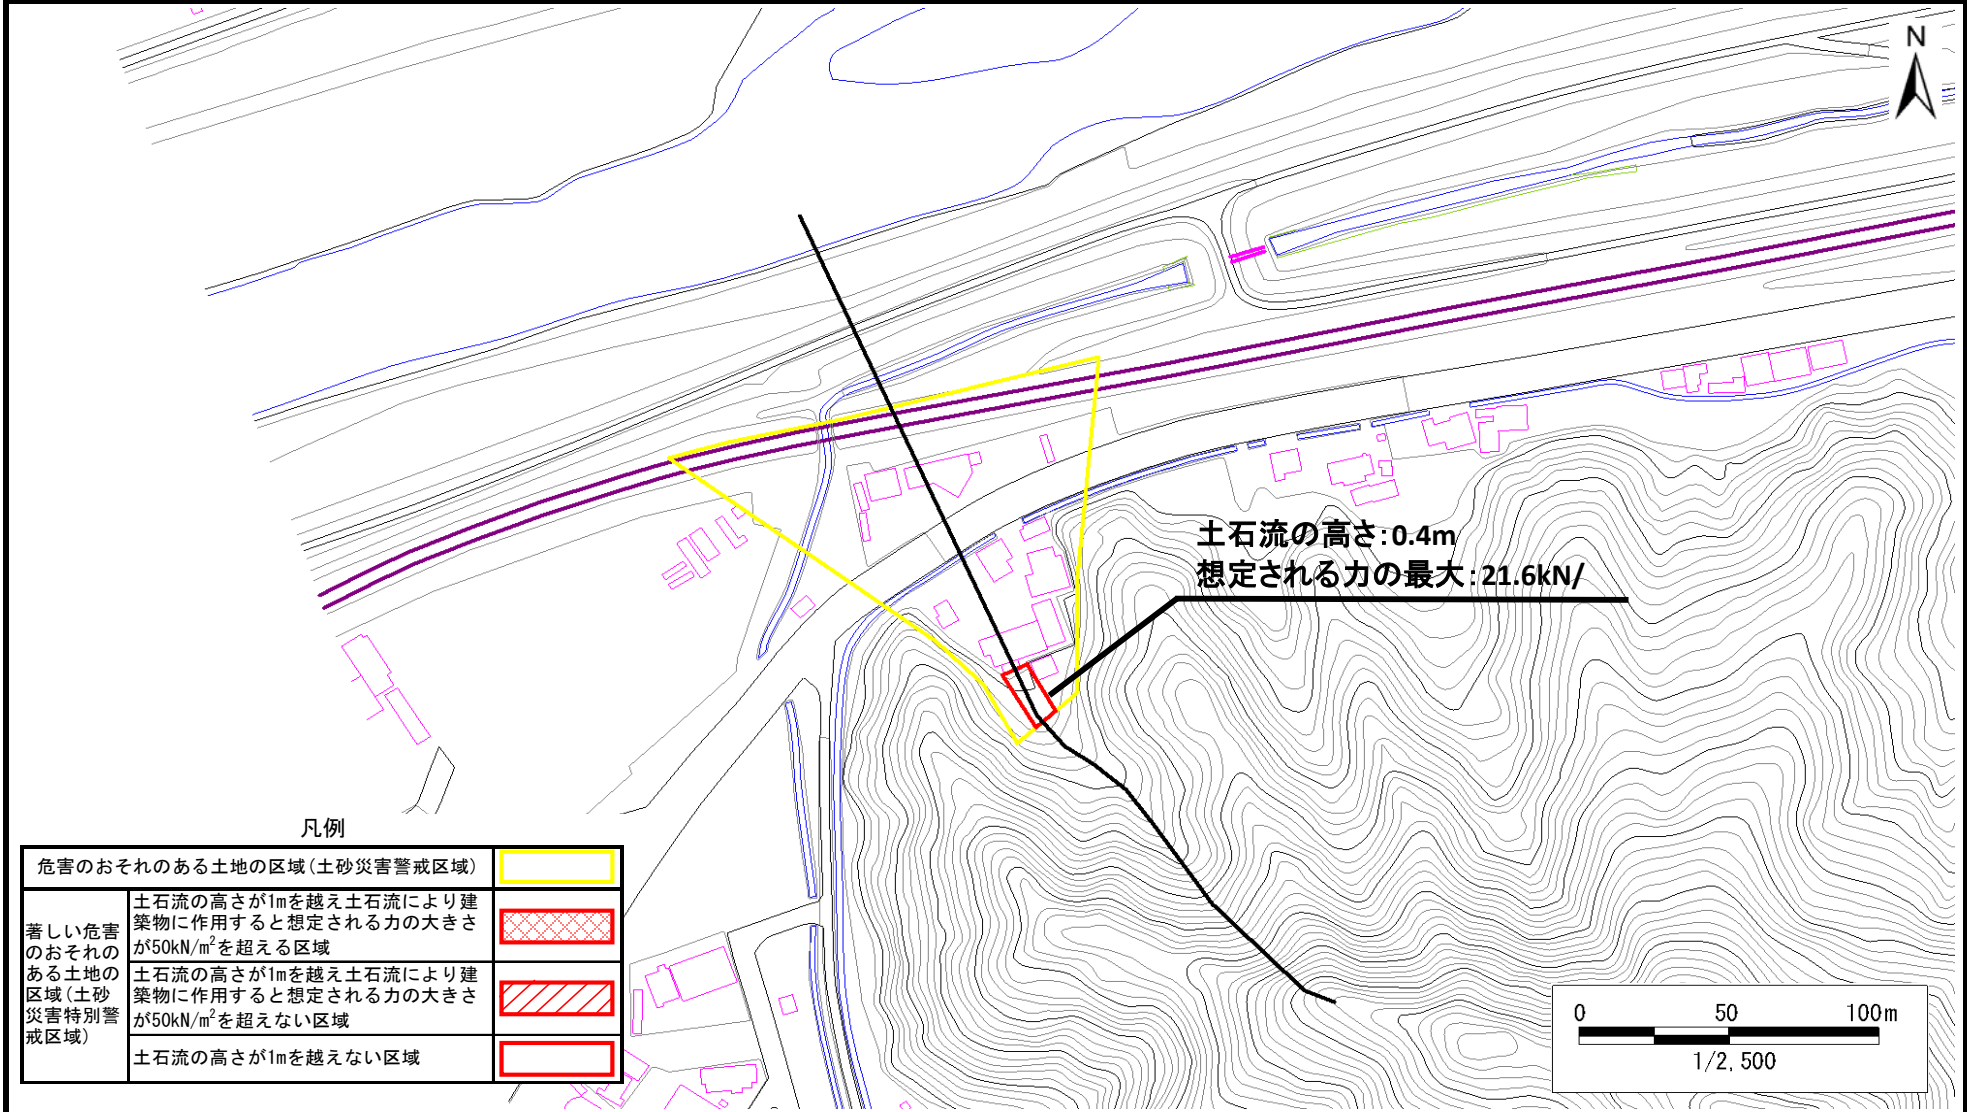 N
土石流の高さ:0.4m
想定される力の最大:21.6kN/
凡例
危害のおそれのある土地の区域(土砂災害警戒区域)
著しい危害
のおそれの
ある土地の
区域(土砂
災害特別警
戒区域)
土石流の高さが1mを越え土石流により建
築物に作用すると想定される力の大きさ
が50kN/m²を超える区域
土石流の高さが1mを越え土石流により建
築物に作用すると想定される力の大きさ
が50kN/m²を超えない区域
土石流の高さが1mを越えない区域
0 50 100m
1/2,500